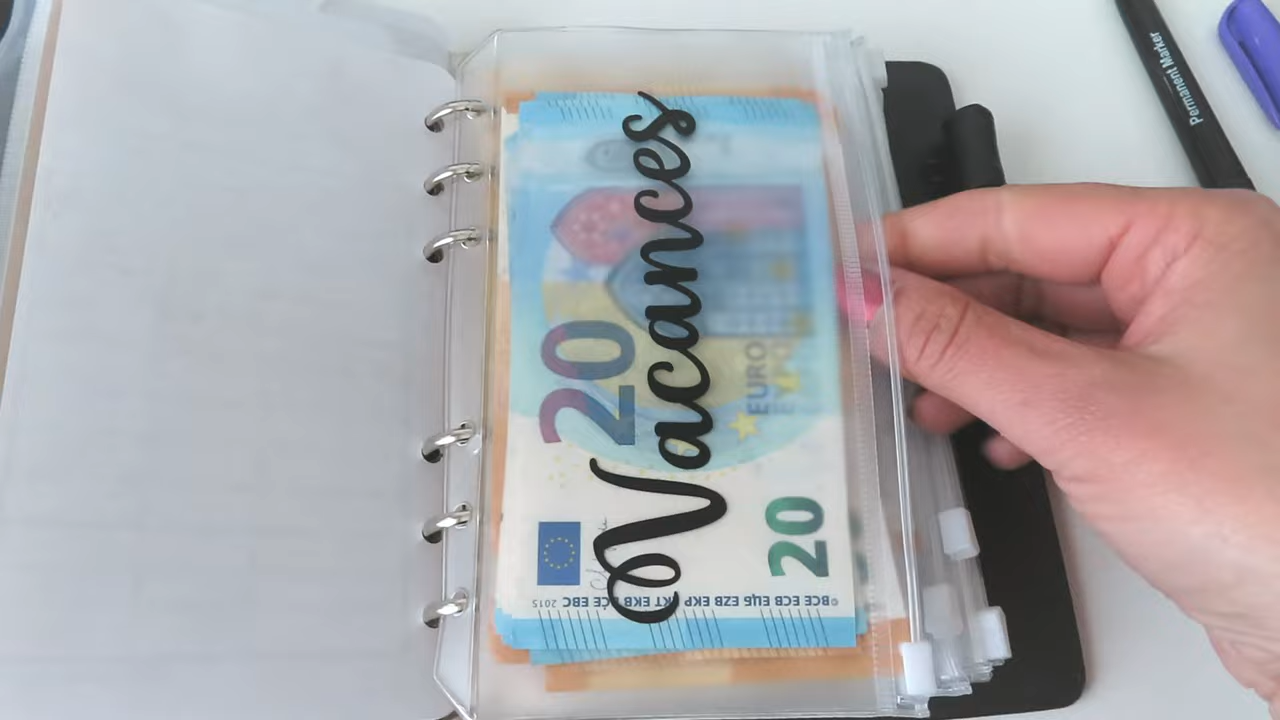 Vacances
20
EURO
20
©BCE ECB ЕЦБ EZB EKP
EKT EKB
BĊE EBC 2015
Permanent Marker